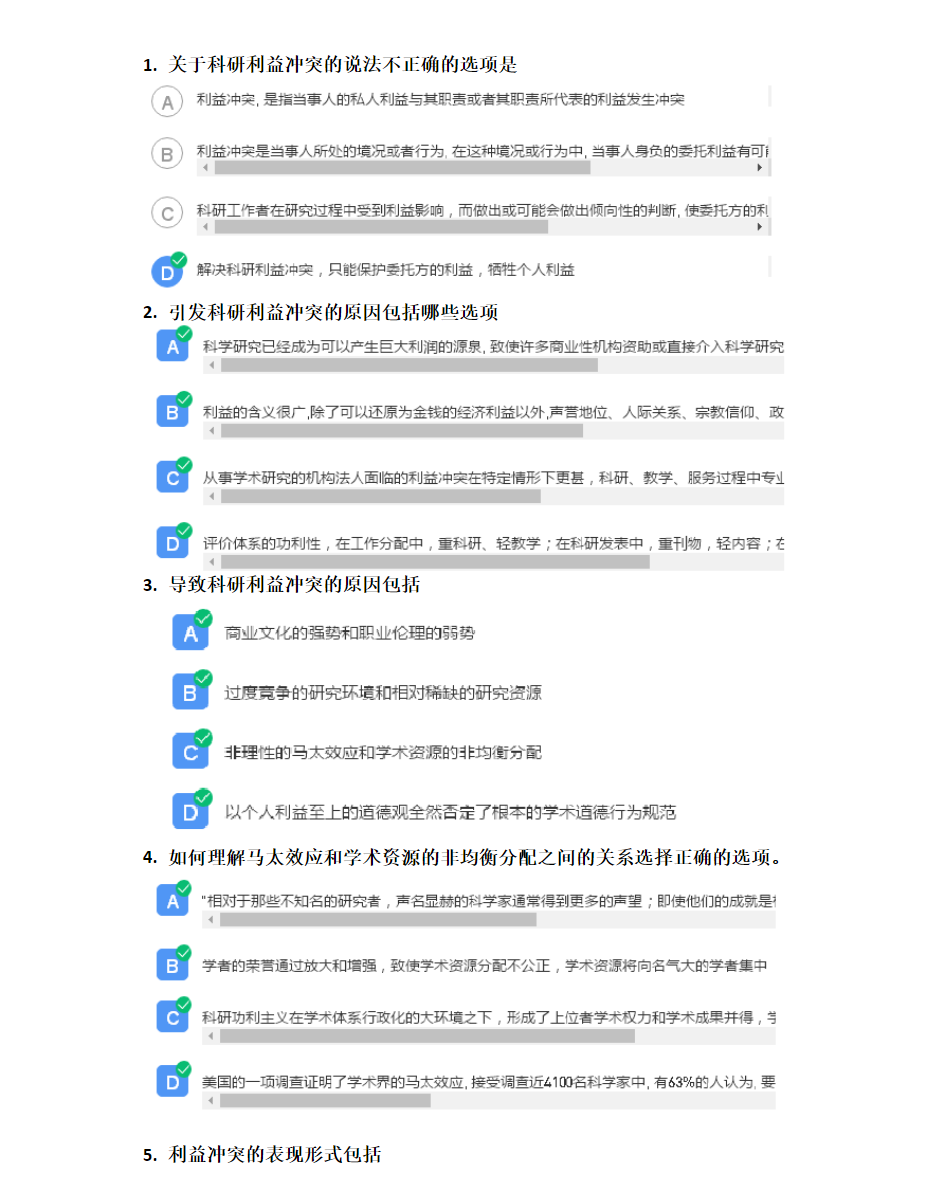 1. 关于科研利益冲突的说法不正确的选项是
A 利益冲突, 是指当事人的私人利益与其职责或者其职责所代表的利益发生冲突
B 利益冲突是当事人所处的境况或者行为, 在这种境况或行为中, 当事人身负的委托利益有可
C 科研工作者在研究过程中受到利益影响，而做出或可能会做出倾向性的判断, 使委托方的利
D 解决科研利益冲突，只能保护委托方的利益，牺牲个人利益
2. 引发科研利益冲突的原因包括哪些选项
A 科学研究已经成为可以产生巨大利润的源泉, 致使许多商业性机构资助或直接介入科学研究
B 利益的含义很广,除了可以还原为金钱的经济利益以外,声誉地位、人际关系、宗教信仰、政
C 从事学术研究的机构法人面临的利益冲突在特定情形下更甚，科研、教学、服务过程中专业
D 评价体系的功利性，在工作分配中，重科研、轻教学；在科研发表中，重刊物，轻内容；在
3. 导致科研利益冲突的原因包括
A 商业文化的强势和职业伦理的弱势
B 过度竞争的研究环境和相对稀缺的研究资源
C 非理性的马太效应和学术资源的非均衡分配
D 以个人利益至上的道德观全然否定了根本的学术道德行为规范
4. 如何理解马太效应和学术资源的非均衡分配之间的关系选择正确的选项。
A "相对于那些不知名的研究者，声名显赫的科学家通常得到更多的声望；即使他们的成就是
B 学者的荣誉通过放大和增强，致使学术资源分配不公正，学术资源将向名气大的学者集中
C 科研功利主义在学术体系行政化的大环境之下，形成了上位者学术权力和学术成果并得，学
D 美国的一项调查证明了学术界的马太效应, 接受调查近4100名科学家中, 有63%的人认为, 要
5. 利益冲突的表现形式包括